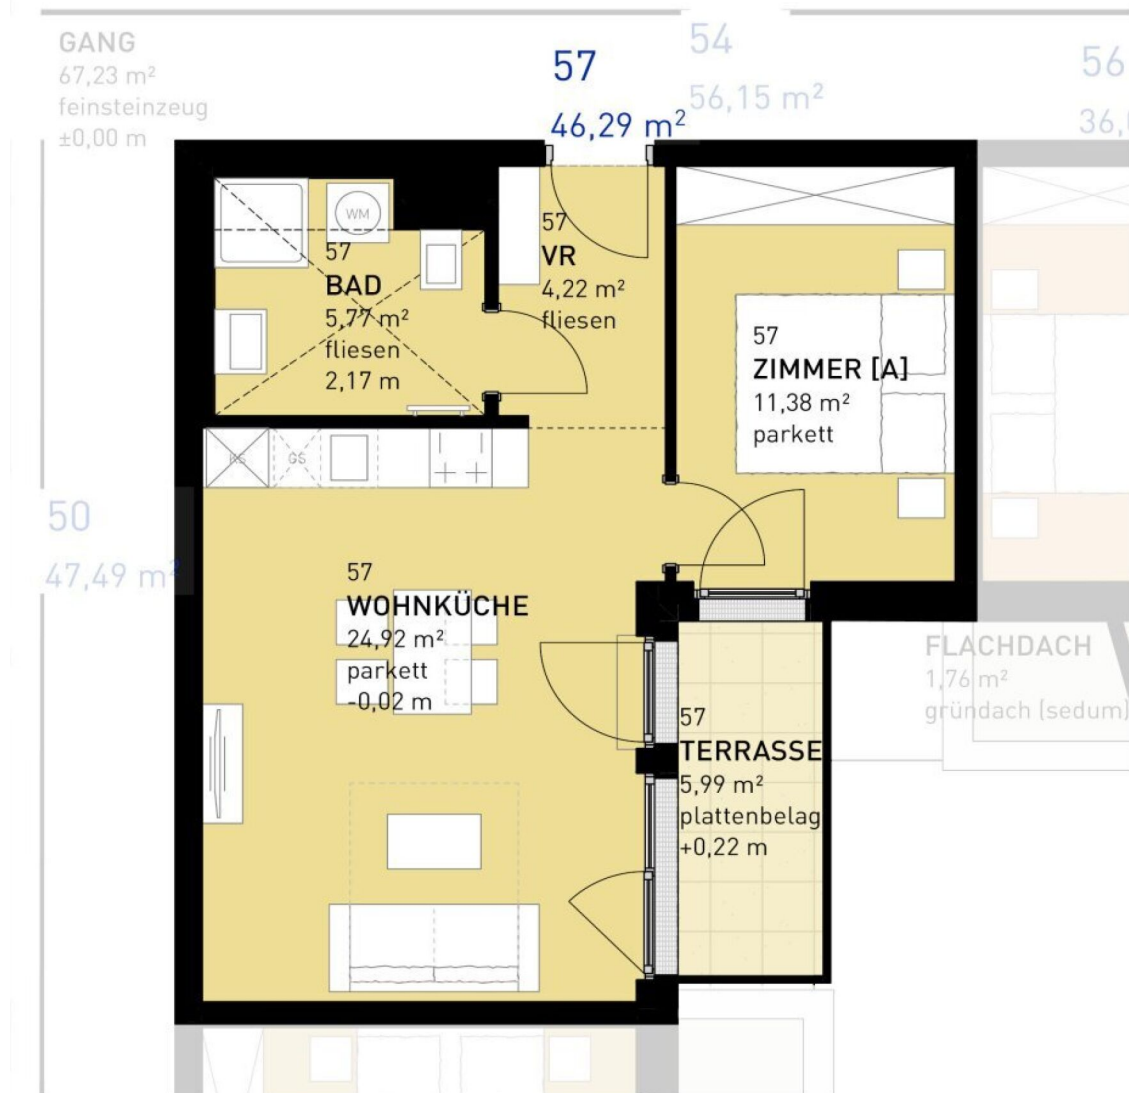 GANG
67,23 m²
feinsteinzeug
±0,00 m
57
46,29 m²
54
56,15 m²
56
WM
57
BAD
5,77 m²
fliesen
2,17 m
57
VR
4,22 m²
fliesen
57
ZIMMER [A]
11,38 m²
parkett
KS
GS
50
47,49 m²
57
WOHNKÜCHE
24,92 m²
parkett
-0,02 m
57
TERRASSE
5,99 m²
plattenbelag
+0,22 m
FLACHDACH
1,76 m²
gründach (sedum)